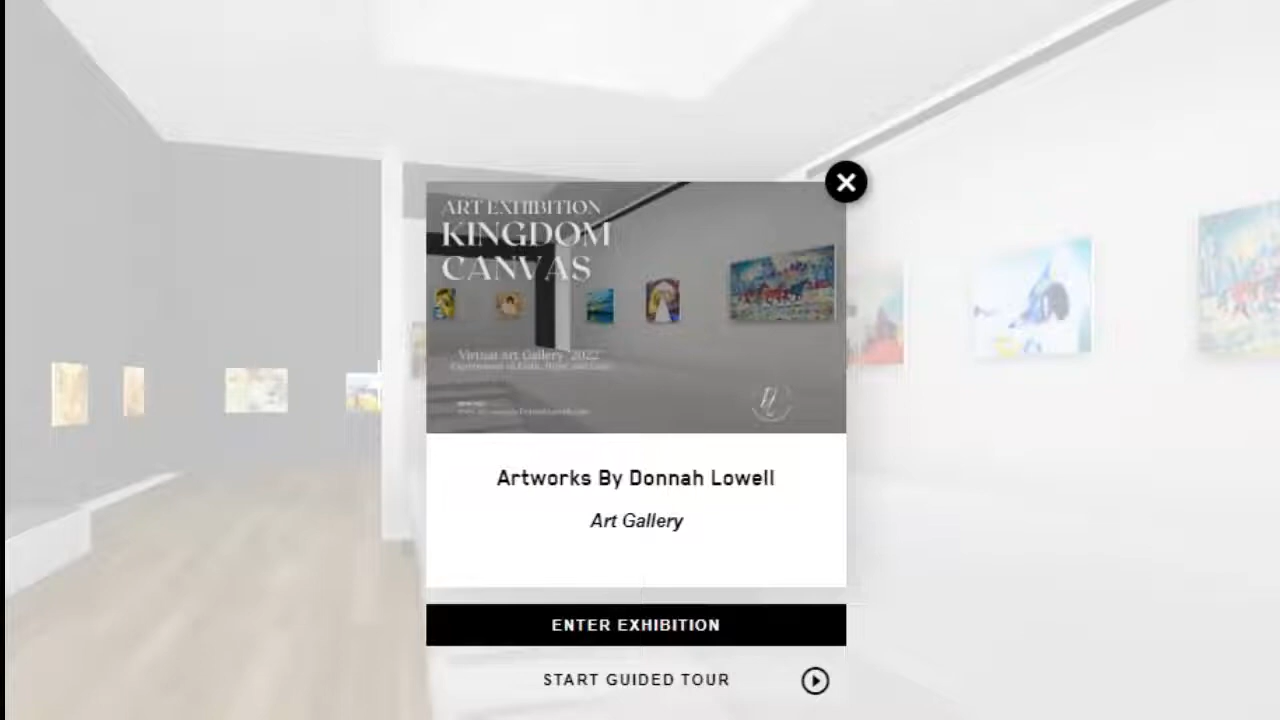 ART EXHIBITION
KINGDOM
CANVAS
Virtual Art Gallery 2022
Artworks By Donnah Lowell
Art Gallery
ENTER EXHIBITION
START GUIDED TOUR